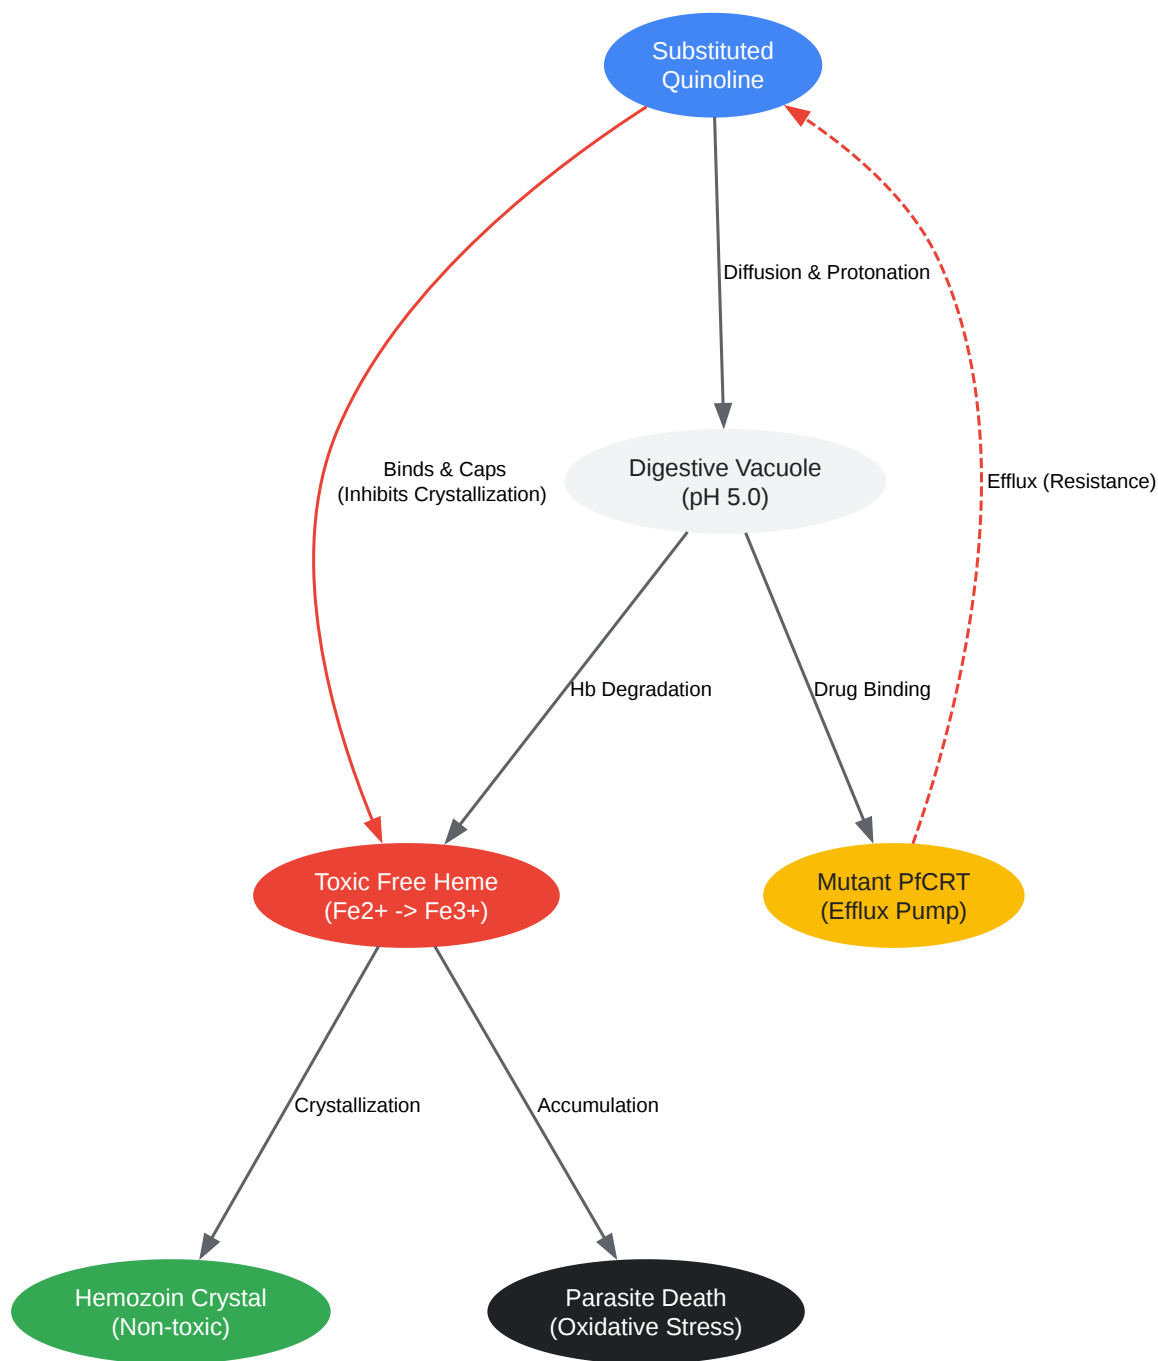 Substituted
Quinoline
Diffusion & Protonation
Binds & Caps
(Inhibits Crystallization)
Digestive Vacuole
(pH 5.0)
Efflux (Resistance)
Hb Degradation
Drug Binding
Toxic Free Heme
(Fe2+ -> Fe3+)
Mutant PfCRT
(Efflux Pump)
Crystallization
Accumulation
Hemozoin Crystal
(Non-toxic)
Parasite Death
(Oxidative Stress)